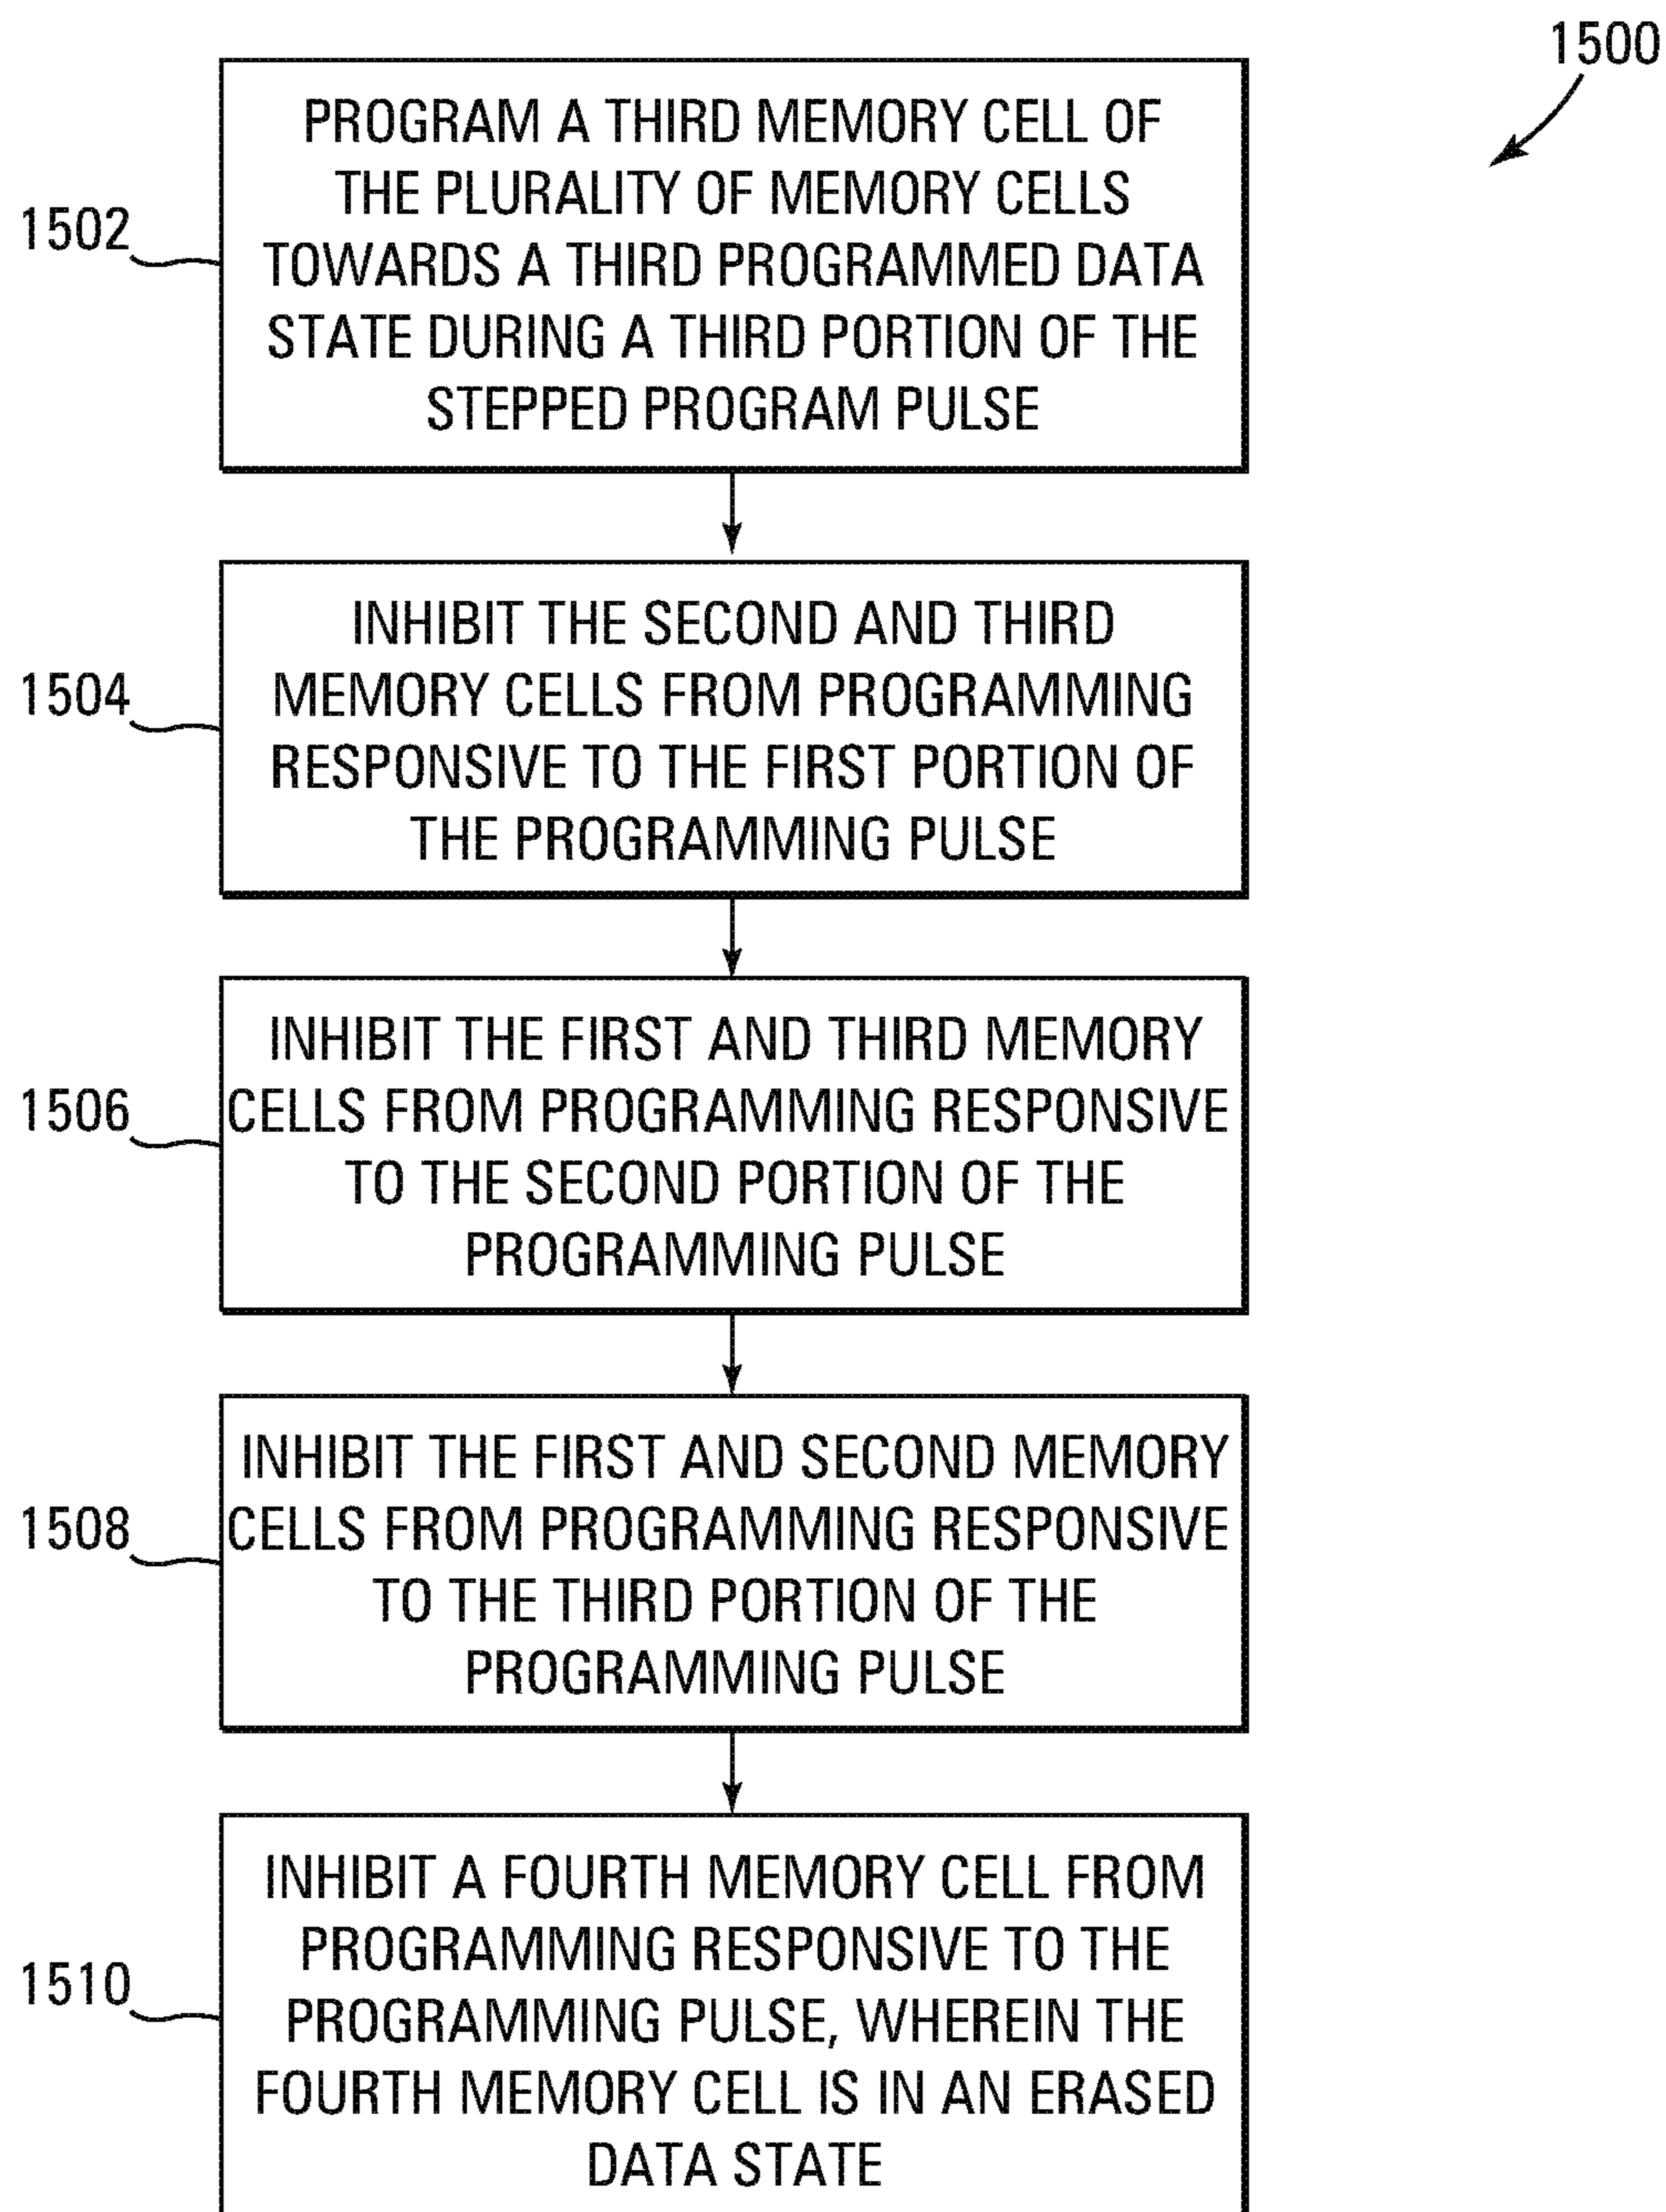 1500
1502
PROGRAM A THIRD MEMORY CELL OF
THE PLURALITY OF MEMORY CELLS
TOWARDS A THIRD PROGRAMMED DATA
STATE DURING A THIRD PORTION OF THE
STEPPED PROGRAM PULSE
1504
INHIBIT THE SECOND AND THIRD
MEMORY CELLS FROM PROGRAMMING
RESPONSIVE TO THE FIRST PORTION OF
THE PROGRAMMING PULSE
1506
INHIBIT THE FIRST AND THIRD MEMORY
CELLS FROM PROGRAMMING RESPONSIVE
TO THE SECOND PORTION OF THE
PROGRAMMING PULSE
1508
INHIBIT THE FIRST AND SECOND MEMORY
CELLS FROM PROGRAMMING RESPONSIVE
TO THE THIRD PORTION OF THE
PROGRAMMING PULSE
1510
INHIBIT A FOURTH MEMORY CELL FROM
PROGRAMMING RESPONSIVE TO THE
PROGRAMMING PULSE, WHEREIN THE
FOURTH MEMORY CELL IS IN AN ERASED
DATA STATE